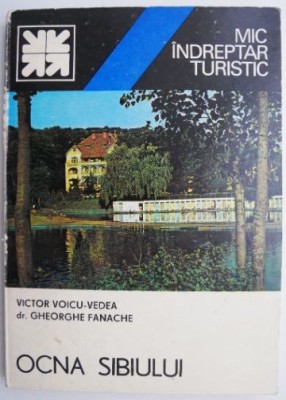 MIC
ÎNDREPTAR
TURISTIC
VICTOR VOICU-VEDEA
dr. GHEORGHE FANACHE
OCNA SIBIULUI